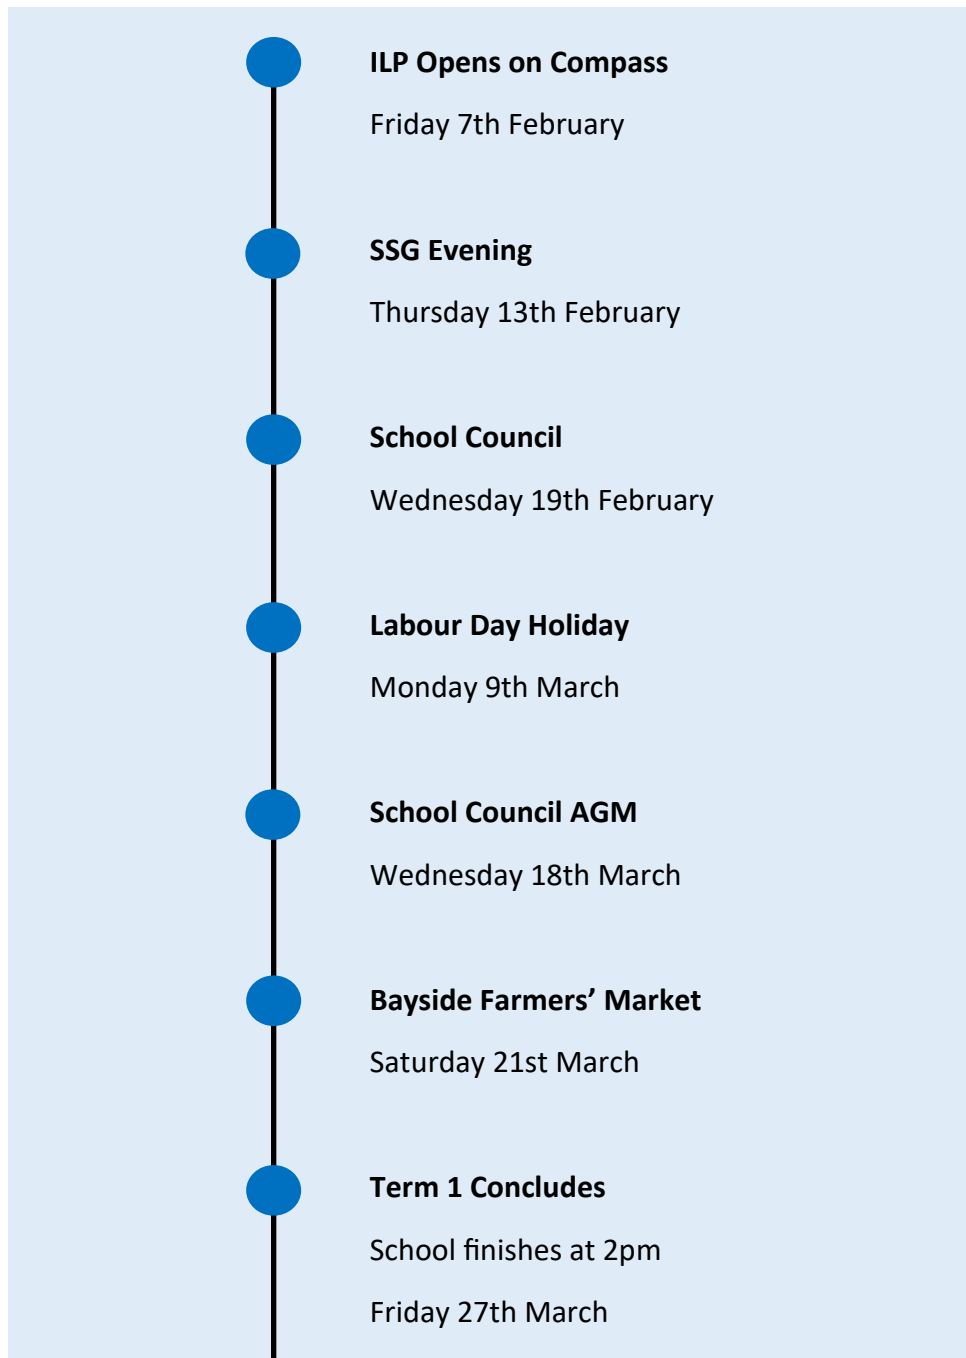 ILP Opens on Compass
Friday 7th February
SSG Evening
Thursday 13th February
School Council
Wednesday 19th February
Labour Day Holiday
Monday 9th March
School Council AGM
Wednesday 18th March
Bayside Farmers’ Market
Saturday 21st March
Term 1 Concludes
School finishes at 2pm
Friday 27th March